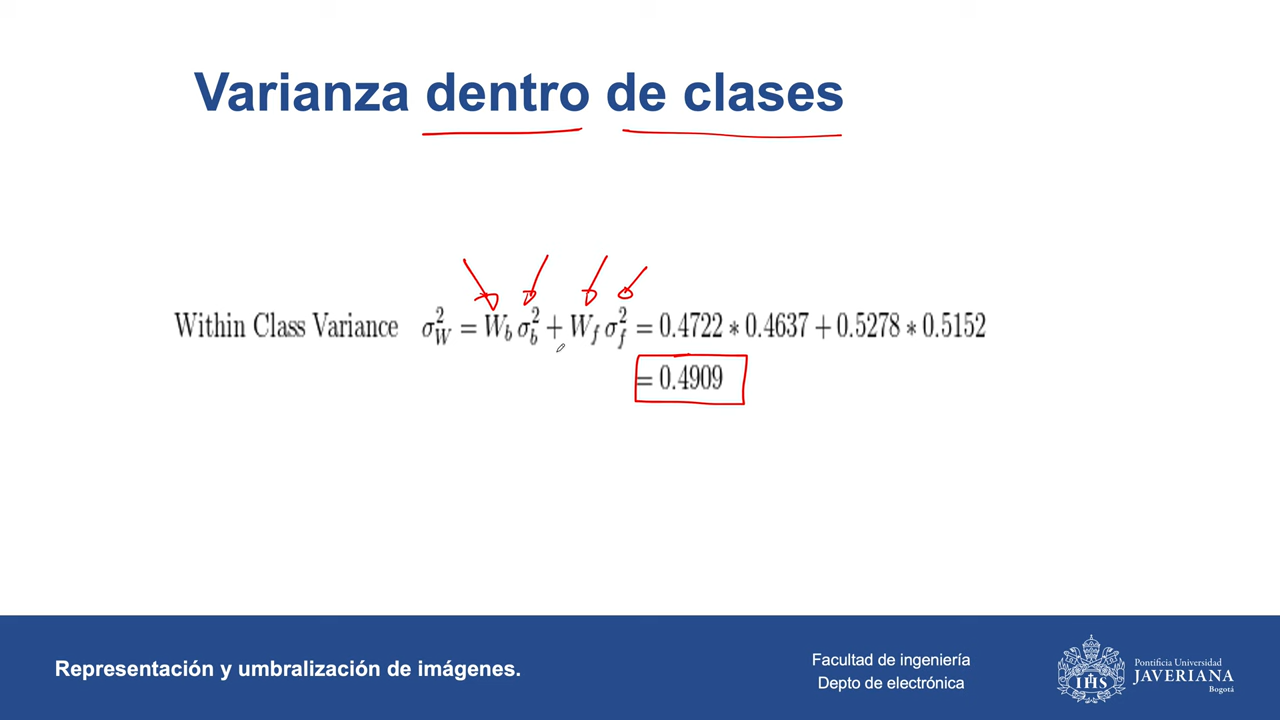 Varianza dentro de clases
Within Class Variance σ²_W = W_b σ²_b + W_f σ²_f = 0.4722 * 0.4637 + 0.5278 * 0.5152
= 0.4909
Representación y umbralización de imágenes.
Facultad de ingeniería
Depto de electrónica
IHS
Pontificia Universidad
JAVERIANA
Bogotá